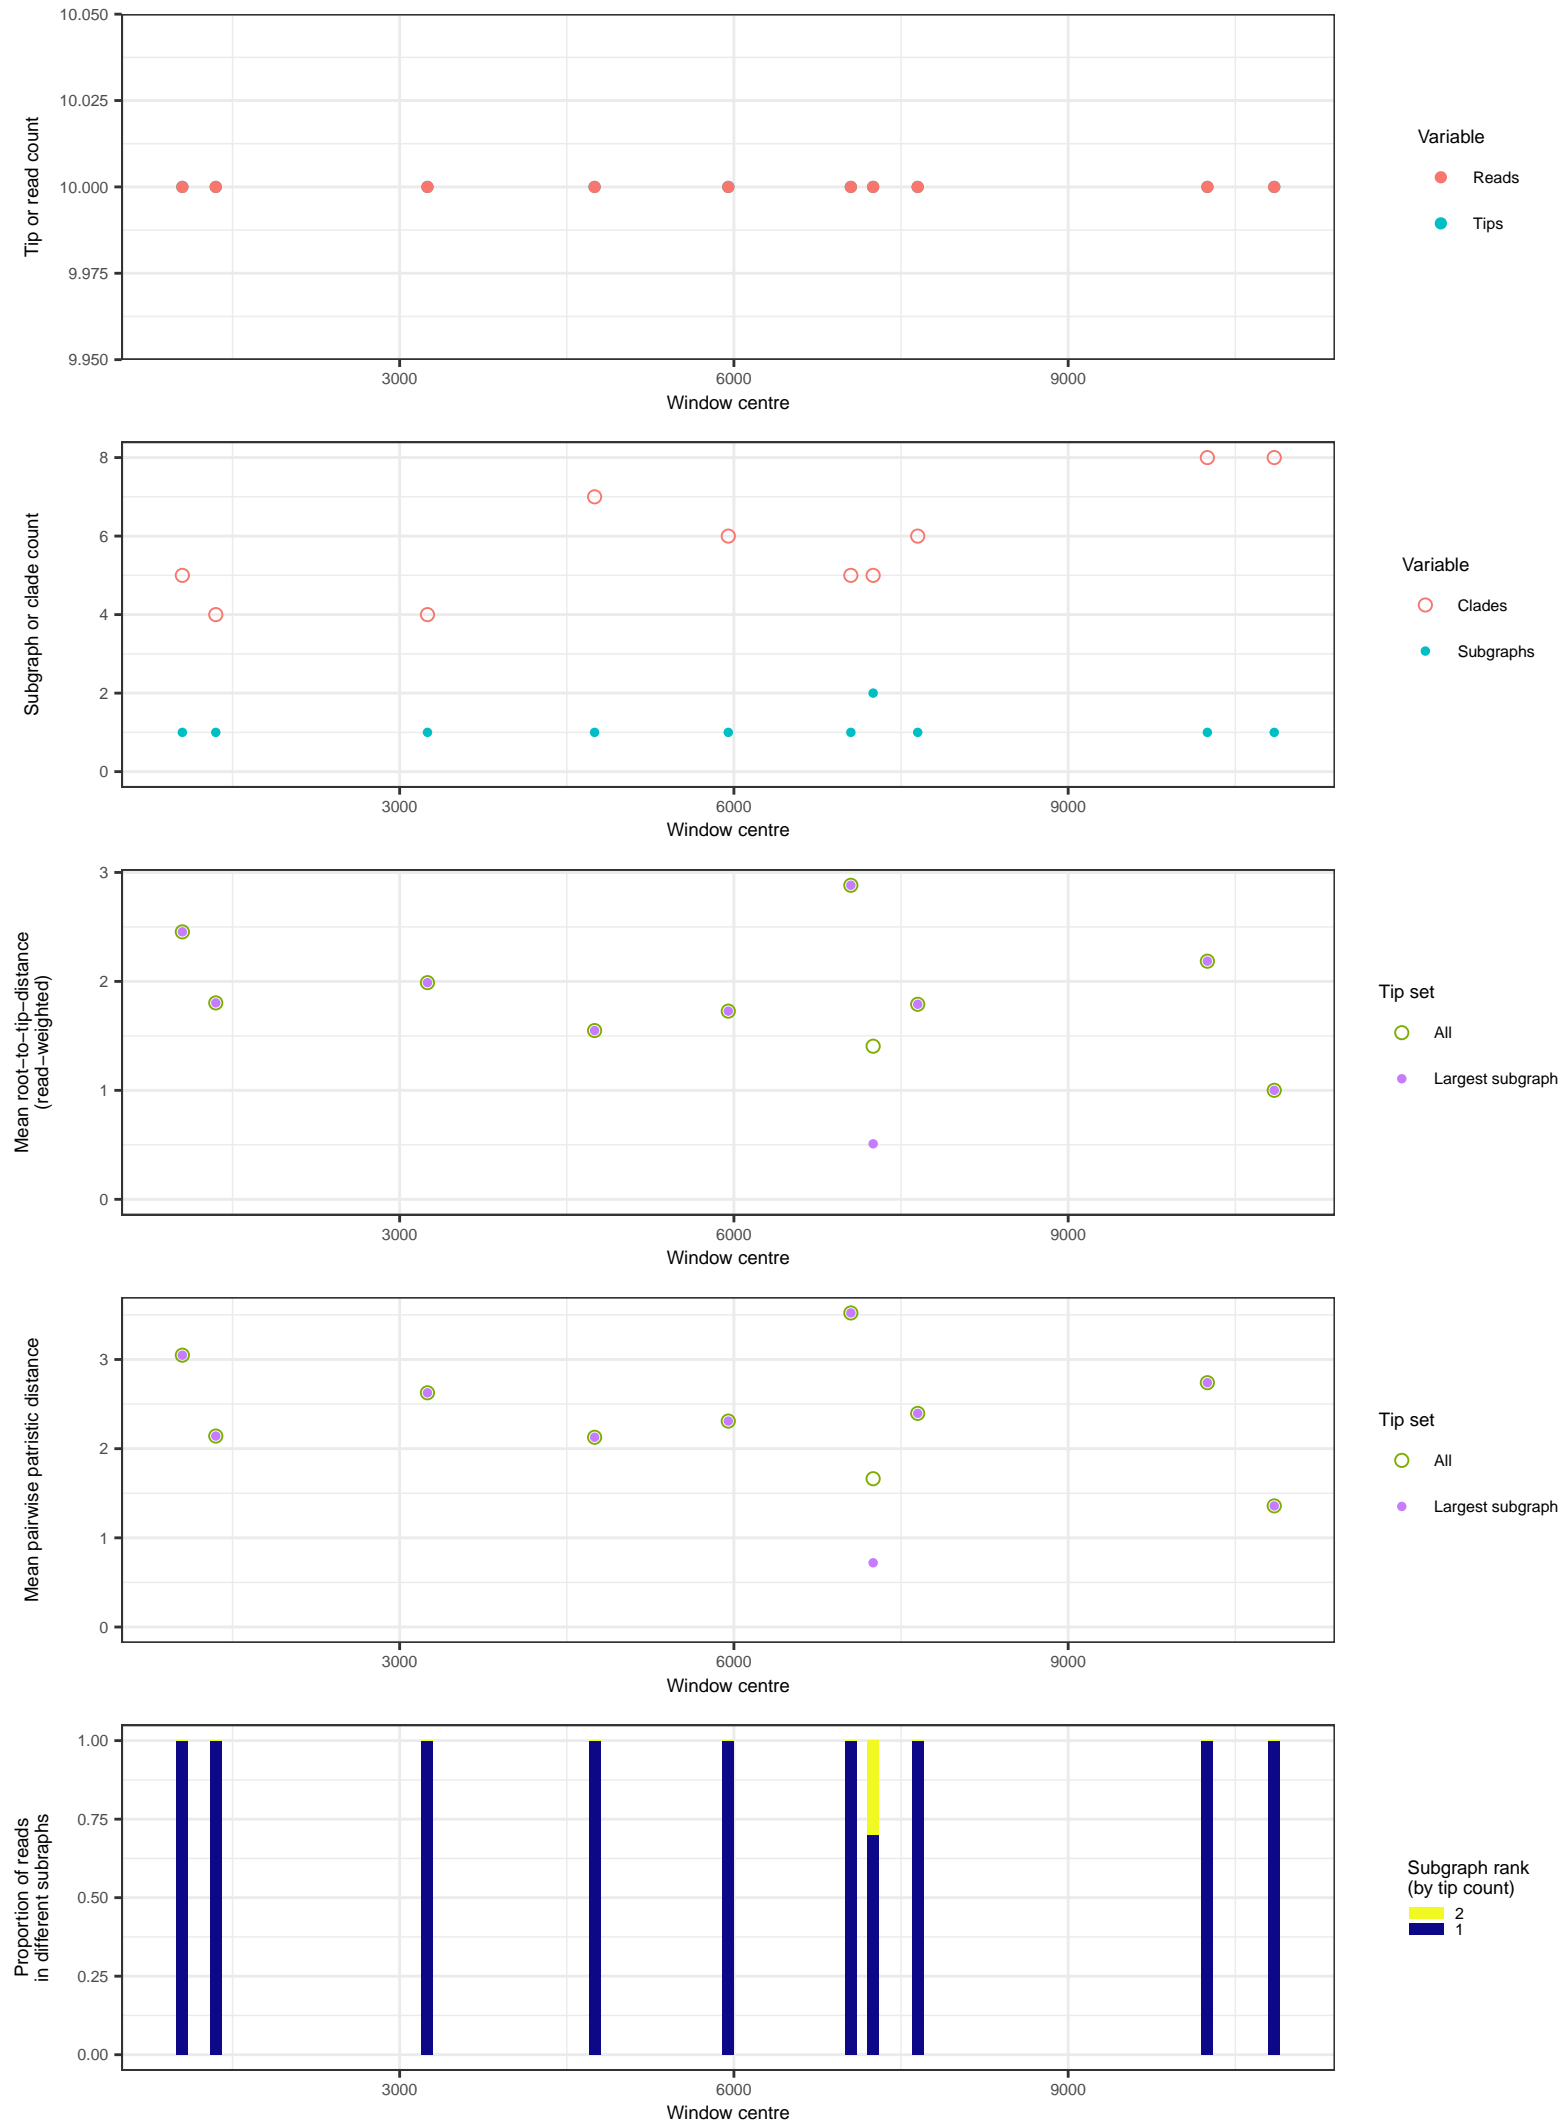 10.050
10.025
10.000
9.975
9.950
Tip or read count
3000
6000
9000
Window centre
Variable
Reads
Tips
8
6
4
2
0
Subgraph or clade count
3000
6000
9000
Window centre
Variable
Clades
Subgraphs
3
2
1
0
Mean root−to−tip−distance
(read−weighted)
3000
6000
9000
Window centre
Tip set
All
Largest subgraph
3
2
1
0
Mean pairwise patristic distance
3000
6000
9000
Window centre
Tip set
All
Largest subgraph
1.00
0.75
0.50
0.25
0.00
Proportion of reads
in different subraphs
3000
6000
9000
Window centre
Subgraph rank
(by tip count)
2
1